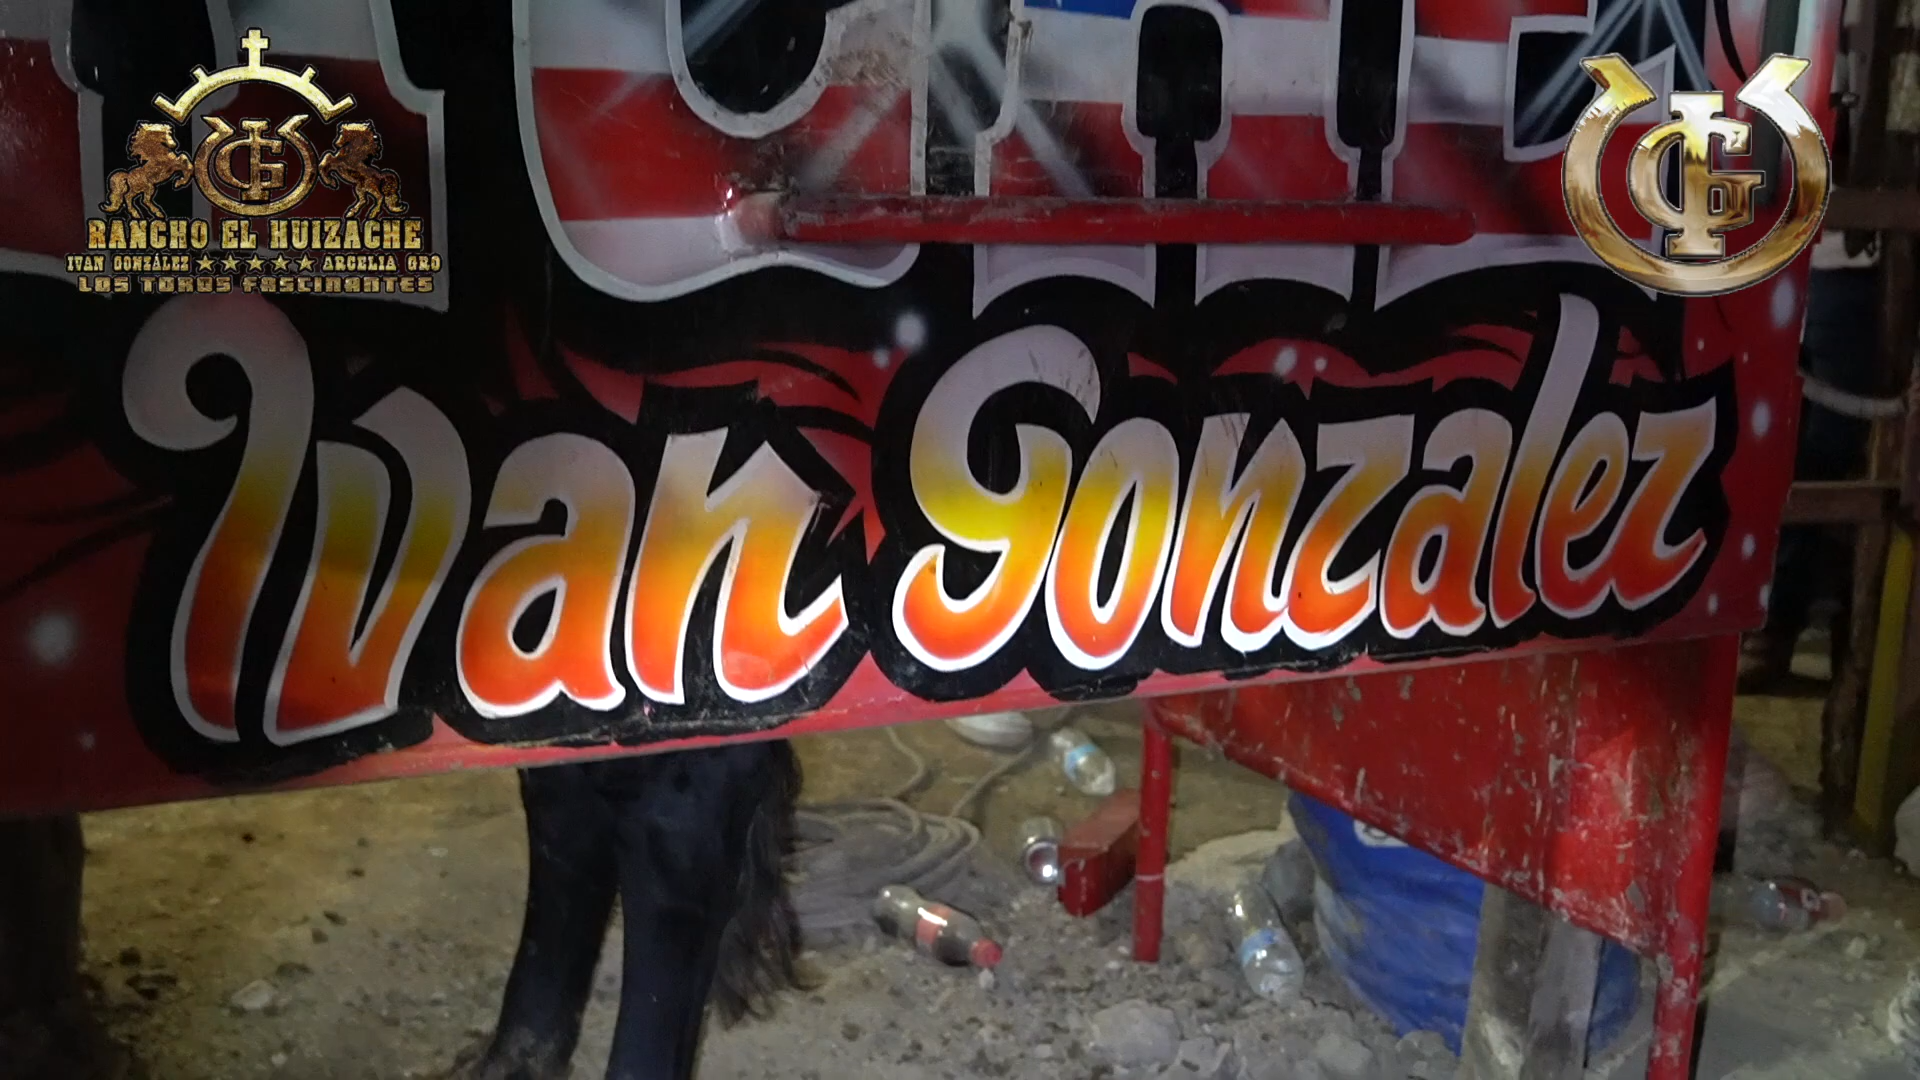 RANCHO EL HUIZACHE
IVAN GONZÁLEZ ★★★★★ ARCELIA GRO
LOS TOROS FASCINANTES
Ivan Gonzalez